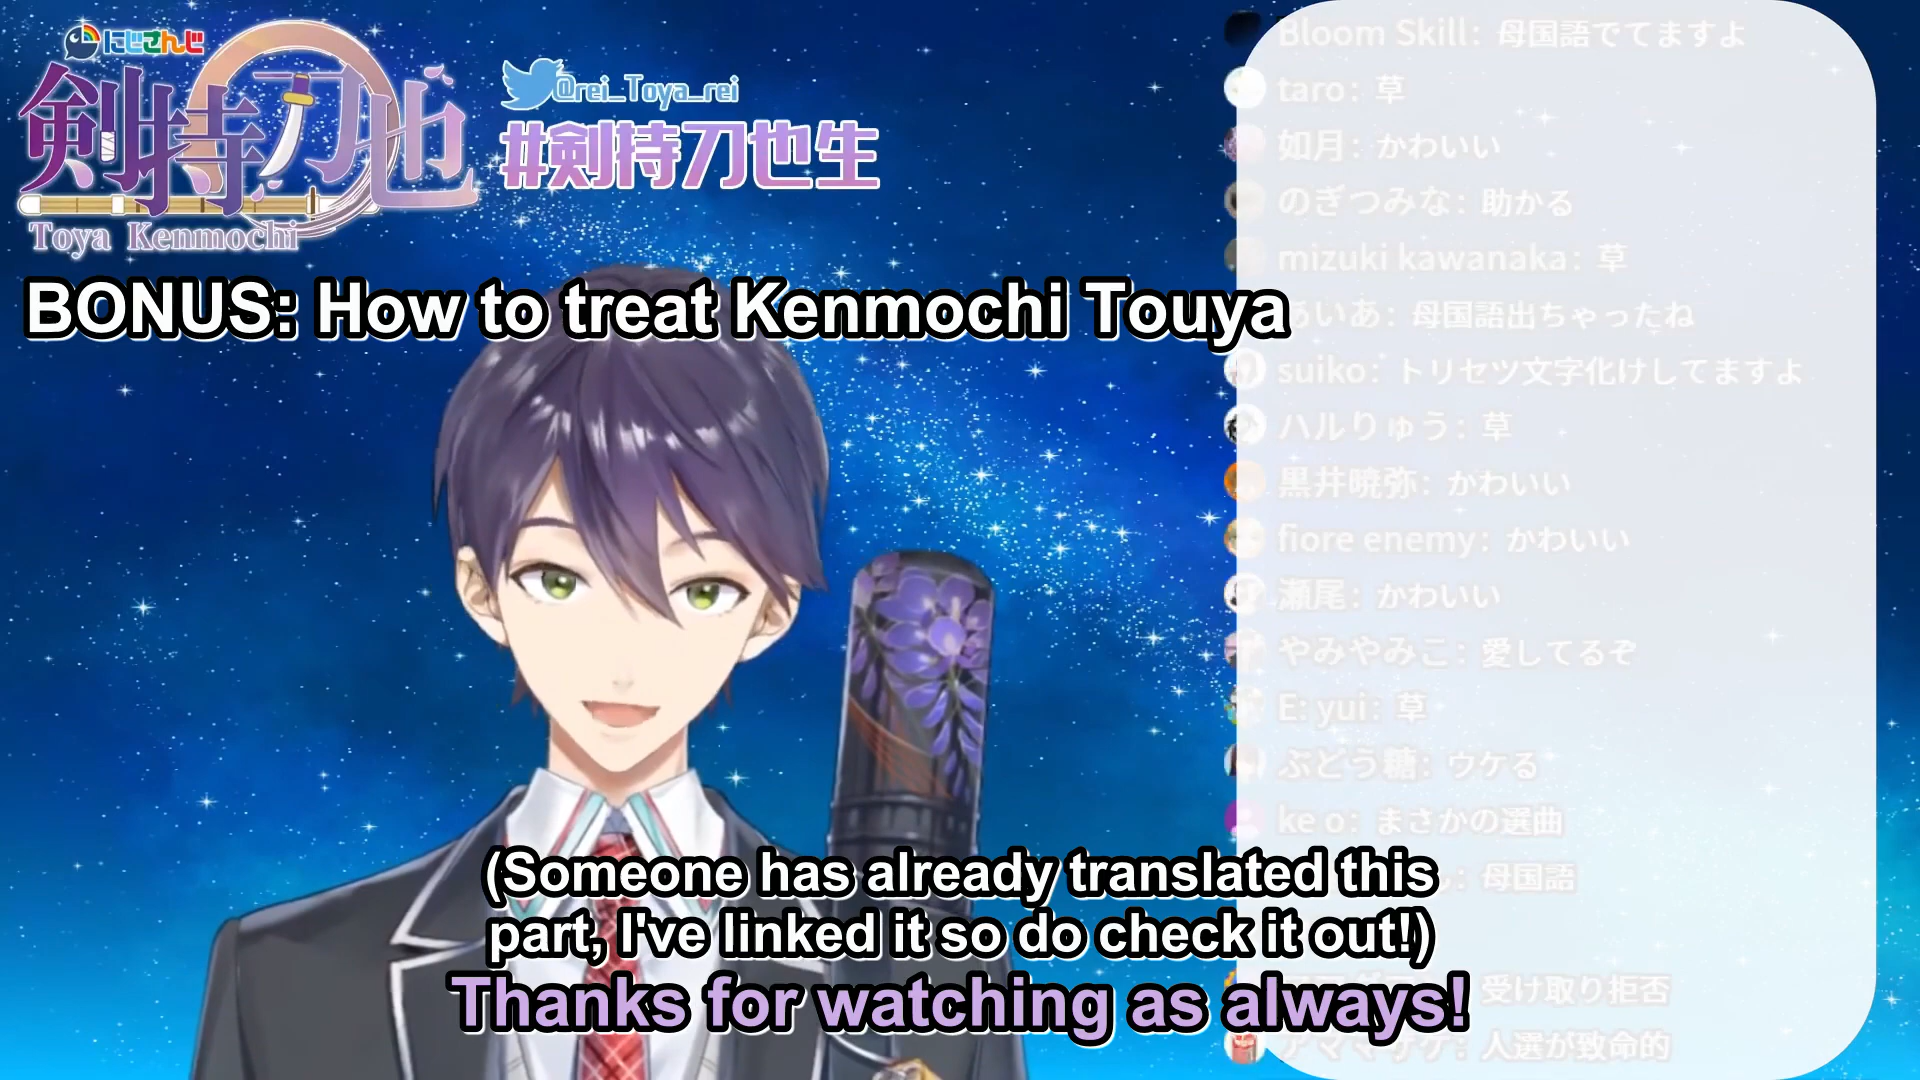 にじさんじ
剣持刀也
Toya Kenmochi
@rei_Toya_rei
#剣持刀也生
BONUS: How to treat Kenmochi Touya
Bloom Skill: 母国語でてますよ
taro: 草
如月: かわいい
のぎつみな: 助かる
mizuki kawanaka: 草
あいあ: 母国語出ちゃったね
suiko: トリセツ文字化けしてますよ
ハルりゅう: 草
黒井暁弥: かわいい
fiore enemy: かわいい
瀬尾: かわいい
やみやみこ: 愛してるぞ
E: yui: 草
ぶどう糖: ウケる
ke o: まさかの選曲
母国語
受け取り拒否
人選が致命的
(Someone has already translated this
part, I've linked it so do check it out!)
Thanks for watching as always!